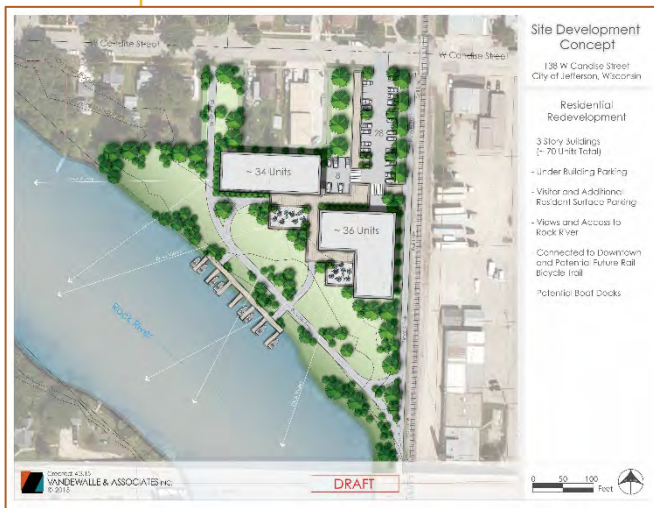 Site Development
Concept
138 W Candise Street
City of Jefferson, Wisconsin
Residential
Redevelopment
3 Story Buildings
(~ 70 Units Total)
- Under Building Parking
- Visitor and Additional
Resident Surface Parking
- Views and Access to
Rock River
Connected to Downtown
and Potential Future Rail
Bicycle Trail
Potential Boat Docks
W Candise Street
W Candise Street
28
8
~ 34 Units
~ 36 Units
Rock River
VANDEWALLE & ASSOCIATES INC.
DRAFT
0 50 100
Feet